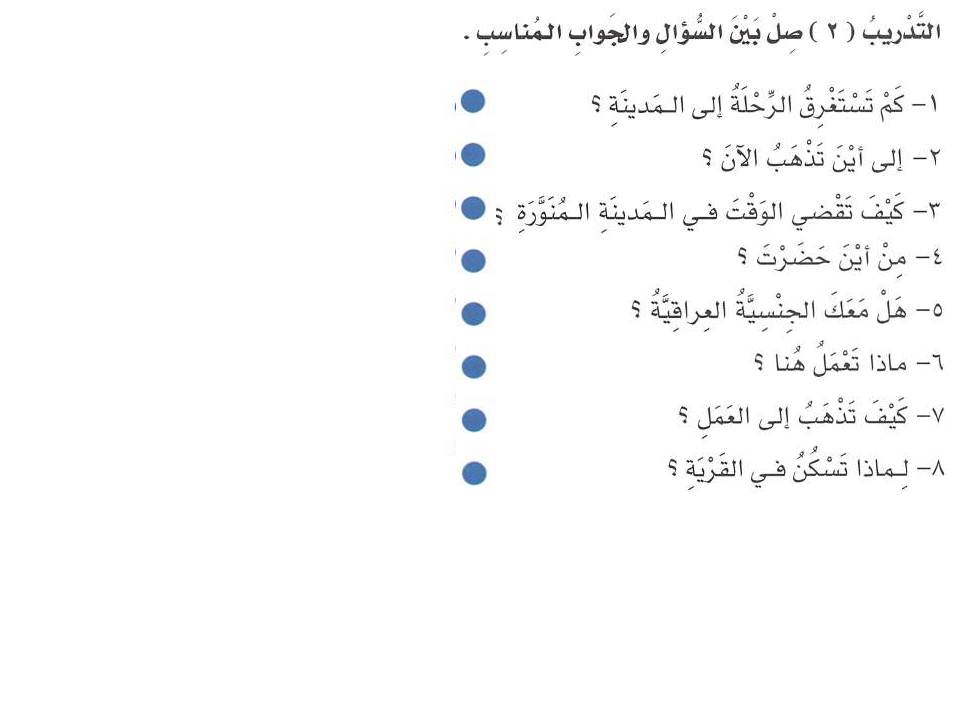 التَّدْريبُ ( ٢ ) صِلْ بَيْنَ السُّؤالِ والجَوابِ المُناسِبِ .
١- كَمْ تَسْتَغْرِقُ الرِّحْلَةُ إلى المَدينَةِ ؟
٢- إلى أيْنَ تَذْهَبُ الآنَ ؟
٣- كَيْفَ تَقْضي الوَقْتَ في المَدينَةِ المُنَوَّرَةِ ؟
٤- مِنْ أيْنَ حَضَرْتَ ؟
٥- هَلْ مَعَكَ الجِنْسِيَّةُ العِراقِيَّةُ ؟
٦- ماذا تَعْمَلُ هُنا ؟
٧- كَيْفَ تَذْهَبُ إلى العَمَلِ ؟
٨- لِماذا تَسْكُنُ في القَرْيَةِ ؟